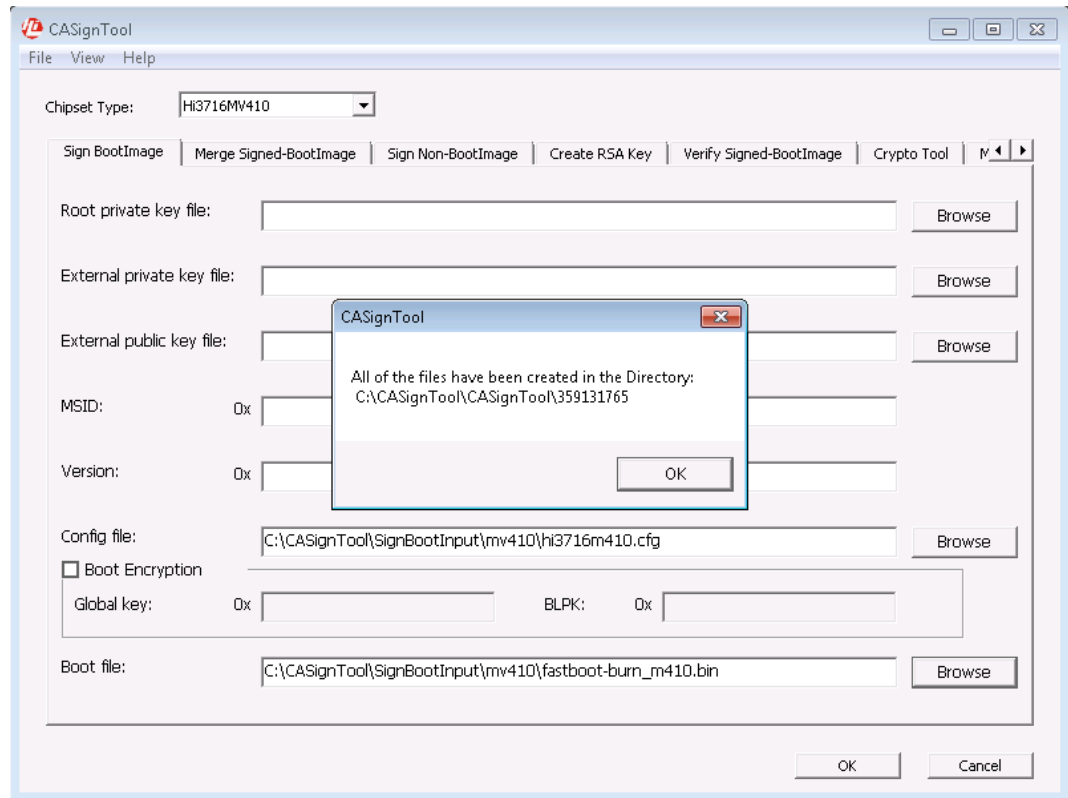 CASignTool
File View Help
Chipset Type: Hi3716MV410
Sign BootImage Merge Signed-BootImage Sign Non-BootImage Create RSA Key Verify Signed-BootImage Crypto Tool
Root private key file: Browse
External private key file: Browse
CASignTool
External public key file: Browse
All of the files have been created in the Directory:
C:\CASignTool\CASignTool\359131765
MSID: 0x
Version: 0x
OK
Config file: C:\CASignTool\SignBootInput\mv410\hi3716m410.cfg Browse
Boot Encryption
Global key: 0x BLPK: 0x
Boot file: C:\CASignTool\SignBootInput\mv410\fastboot-burn_m410.bin Browse
OK Cancel